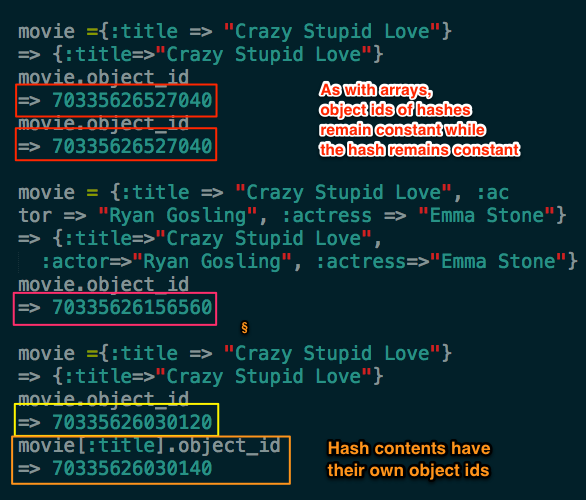 movie ={:title => "Crazy Stupid Love"}
=> {:title=>"Crazy Stupid Love"}
movie.object_id
=> 70335626527040
movie.object_id
=> 70335626527040
As with arrays,
object ids of hashes
remain constant while
the hash remains constant
movie = {:title => "Crazy Stupid Love", :ac
tor => "Ryan Gosling", :actress => "Emma Stone"}
=> {:title=>"Crazy Stupid Love",
:actor=>"Ryan Gosling", :actress=>"Emma Stone"}
movie.object_id
=> 70335626156560
§
movie ={:title => "Crazy Stupid Love"}
=> {:title=>"Crazy Stupid Love"}
movie.object_id
=> 70335626030120
movie[:title].object_id
=> 70335626030140
Hash contents have
their own object ids